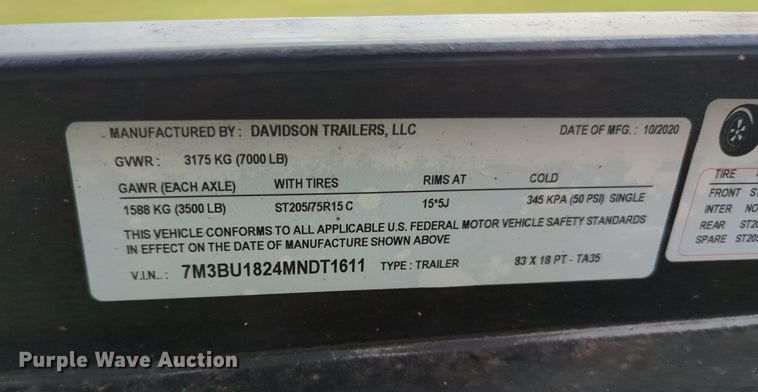 MANUFACTURED BY : DAVIDSON TRAILERS, LLC DATE OF MFG. : 10/2020
GVWR : 3175 KG (7000 LB)
GAWR (EACH AXLE) WITH TIRES RIMS AT COLD
1588 KG (3500 LB) ST205/75R15 C 15*5J 345 KPA (50 PSI) SINGLE
THIS VEHICLE CONFORMS TO ALL APPLICABLE U.S. FEDERAL MOTOR VEHICLE SAFETY STANDARDS
IN EFFECT ON THE DATE OF MANUFACTURE SHOWN ABOVE
V.I.N..: 7M3BU1824MNDT1611 TYPE : TRAILER 83 X 18 PT - TA35
TIRE
FRONT
INTER NO
REAR ST20
SPARE ST205
Purple Wave Auction